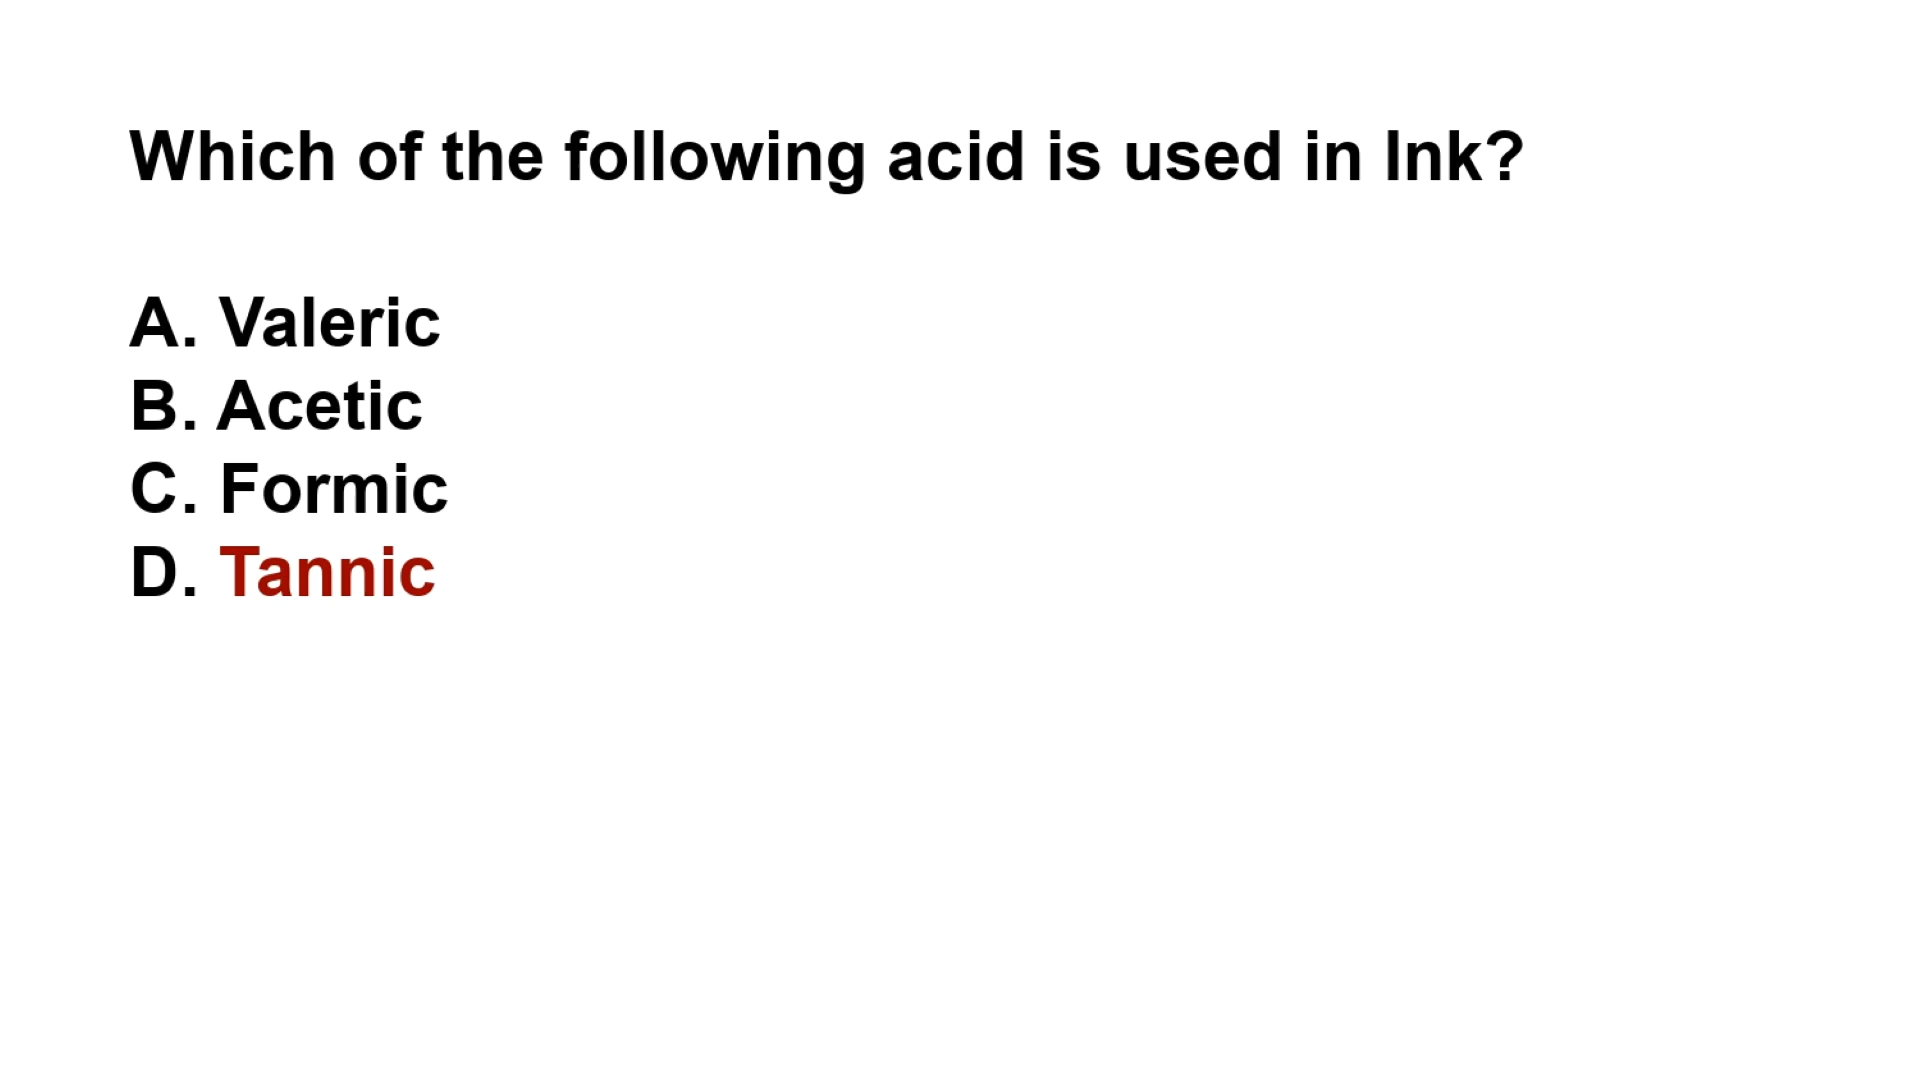 Which of the following acid is used in Ink?
A. Valeric
B. Acetic
C. Formic
D. Tannic